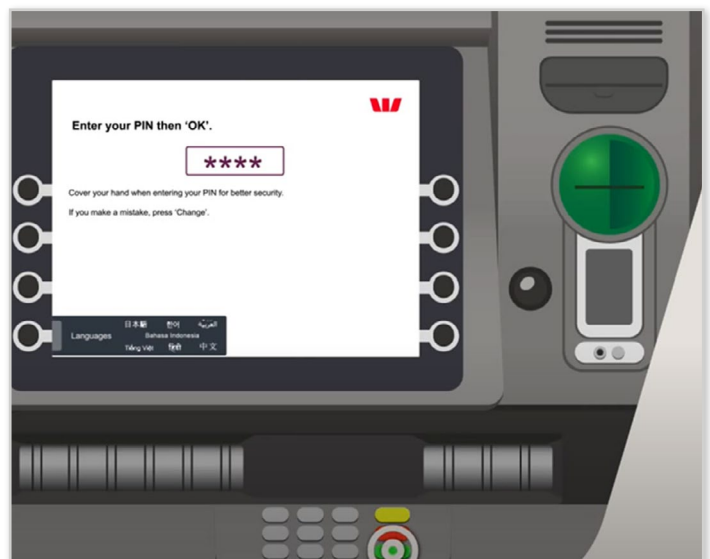 Enter your PIN then ‘OK’.
****
Cover your hand when entering your PIN for better security.
If you make a mistake, press ‘Change’.
Languages
日本語 한이 العربيّة
Bahasa Indonesia
Tiếng Việt हिन्दी 中文